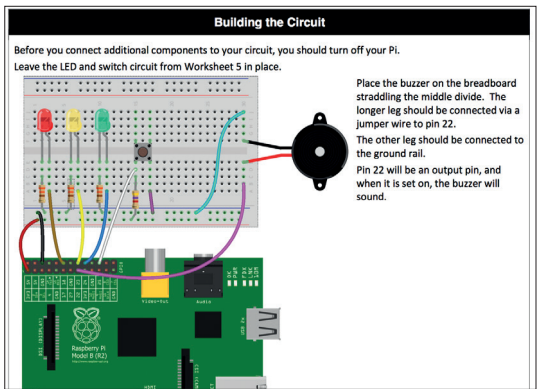 Building the Circuit
Before you connect additional components to your circuit, you should turn off your Pi.
Leave the LED and switch circuit from Worksheet 5 in place.
Place the buzzer on the breadboard
straddling the middle divide. The
longer leg should be connected via a
jumper wire to pin 22.
The other leg should be connected to
the ground rail.
Pin 22 will be an output pin, and
when it is set on, the buzzer will
sound.
Video-Out
Audio
Raspberry Pi
Model B (R2)
HDMI